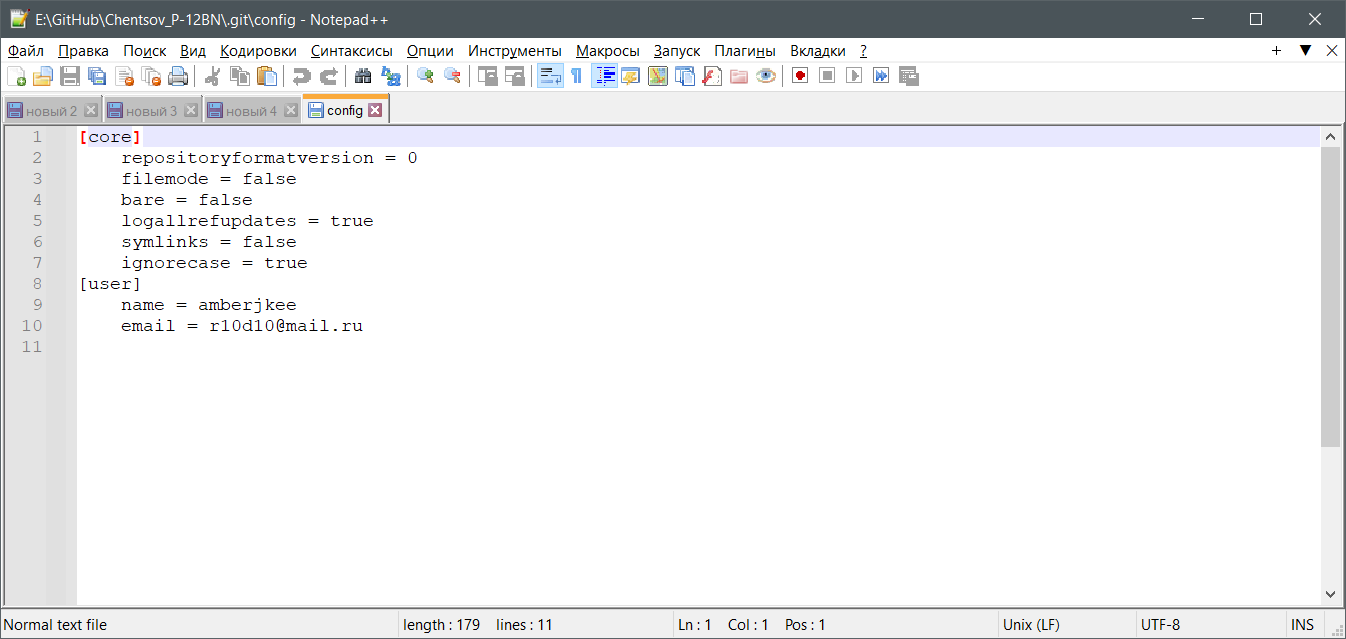 E:\GitHub\Chentsov_P-12BN\.git\config - Notepad++
Файл Правка Поиск Вид Кодировки Синтаксисы Опции Инструменты Макросы Запуск Плагины Вкладки ? + ▼ X
новый 2 новый 3 новый 4 config
1 [core]
2 repositoryformatversion = 0
3 filemode = false
4 bare = false
5 logallrefupdates = true
6 symlinks = false
7 ignorecase = true
8 [user]
9 name = amberjkee
10 email = r10d10@mail.ru
11
Normal text file length : 179 lines : 11 Ln : 1 Col : 1 Pos : 1 Unix (LF) UTF-8 INS